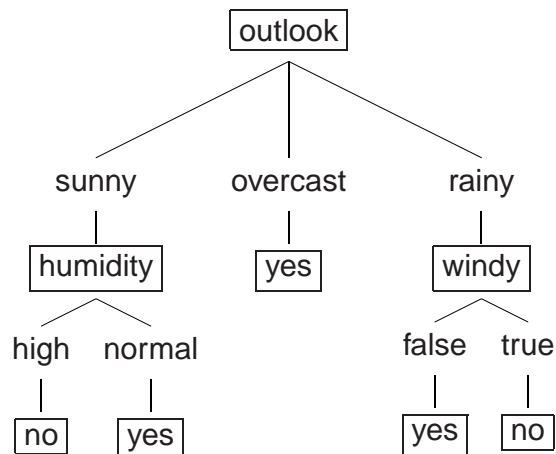 outlook
sunny overcast rainy
humidity yes windy
high normal false true
no yes yes no